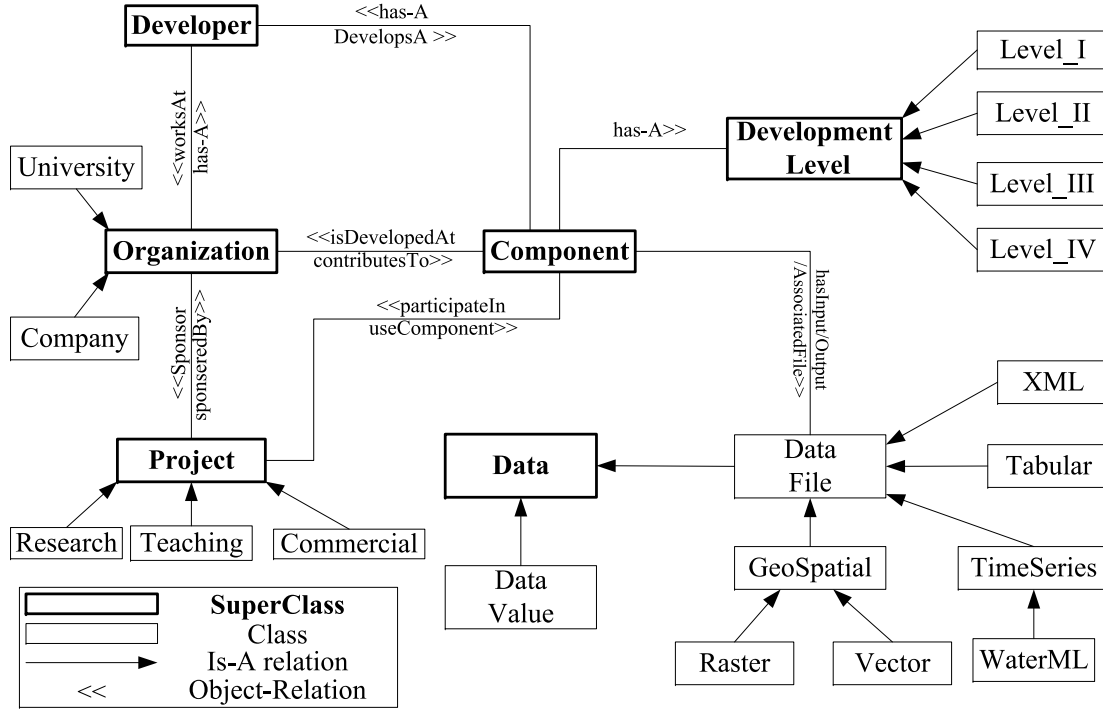 Developer
<<has-A
DevelopsA >>
<<worksAt
has-A>>
University
Organization
Company
<<isDevelopedAt
contributesTo>>
Component
has-A>>
Development
Level
Level_I
Level_II
Level_III
Level_IV
<<participateIn
useComponent>>
<<Sponsor
sponseredBy>>
hasInput/Output
/AssociatedFile>>
Project
Research
Teaching
Commercial
Data
Data
Value
Data
File
XML
Tabular
GeoSpatial
TimeSeries
Raster
Vector
WaterML
SuperClass
Class
Is-A relation
<< Object-Relation